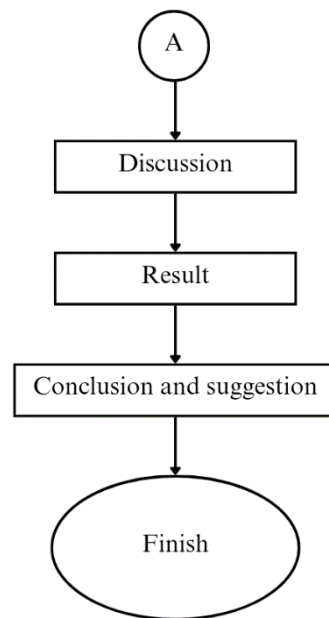 A
Discussion
Result
Conclusion and suggestion
Finish